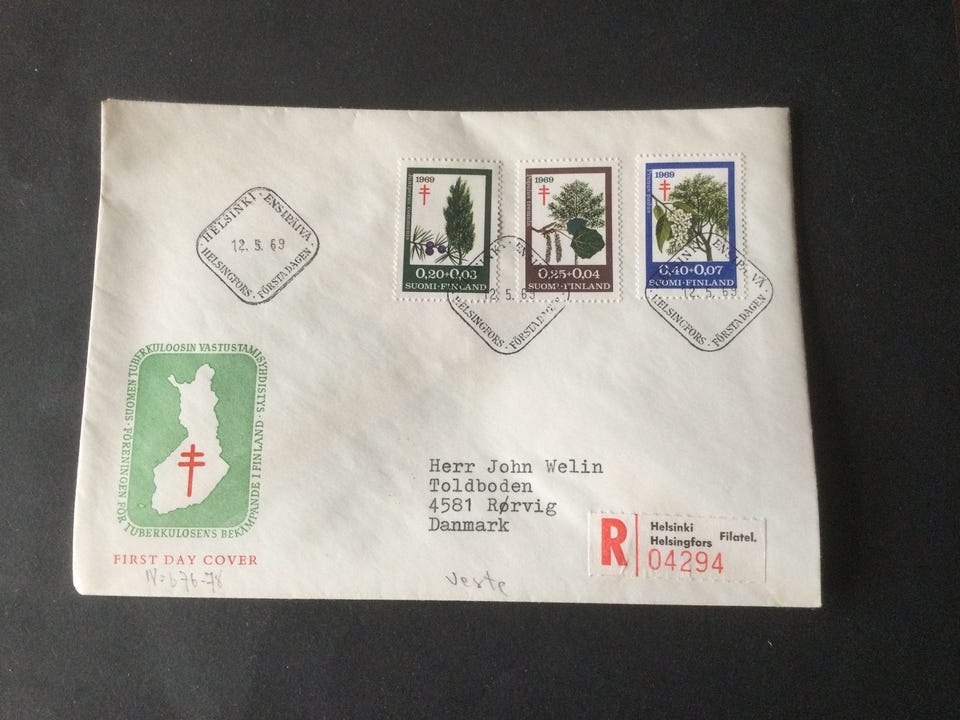 HELSINKI · ENSIPÄIVÄ ·
12. 5. 69
HELSINGFORS · FÖRSTA DAGEN
1969
0,20+0,03
SUOMI·FINLAND
1969
0,25+0,04
SUOMI·FINLAND
1969
0,40+0,07
SUOMI·FINLAND
12. 5. 69
HELSINGFORS · FÖRSTA DAGEN
12. 5. 69
HELSINGFORS · FÖRSTA DAGEN
SUOMEN TUBERKULOOSIN VASTUSTAMISYHDISTYS ·
FÖRENINGEN FÖR TUBERKULOSENS BEKÄMPANDE I FINLAND ·
FIRST DAY COVER
Herr John Welin
Toldboden
4581 Rørvig
Danmark
R
Helsinki
Helsingfors
Filatel.
04294